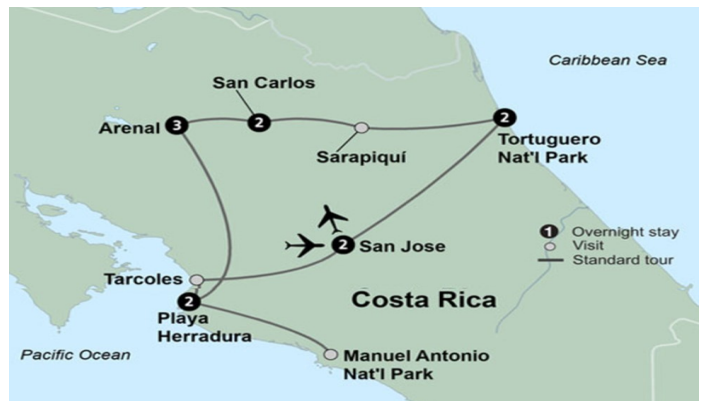 Caribbean Sea
San Carlos
2
Arenal
3
2
Sarapiquí
Tortuguero
Nat'l Park
1
Overnight stay
Visit
Standard tour
2
San Jose
Tarcoles
2
Playa
Herradura
Costa Rica
Pacific Ocean
Manuel Antonio
Nat'l Park